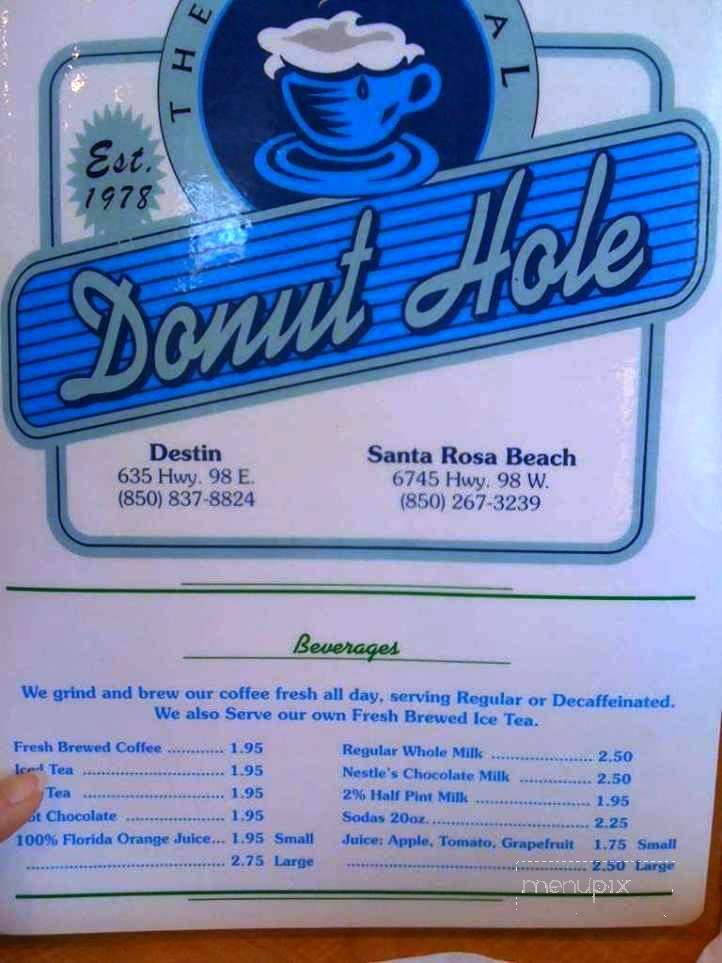 THE
AL
Est.
1978
Donut Hole
Destin
635 Hwy. 98 E.
(850) 837-8824
Santa Rosa Beach
6745 Hwy. 98 W.
(850) 267-3239
Beverages
We grind and brew our coffee fresh all day, serving Regular or Decaffeinated.
We also Serve our own Fresh Brewed Ice Tea.
Fresh Brewed Coffee ............ 1.95
Iced Tea .............................. 1.95
Tea .............................. 1.95
ot Chocolate ...................... 1.95
100% Florida Orange Juice... 1.95 Small
.......................................... 2.75 Large
Regular Whole Milk ...................... 2.50
Nestle's Chocolate Milk .................. 2.50
2% Half Pint Milk ......................... 1.95
Sodas 20oz. .................................. 2.25
Juice: Apple, Tomato, Grapefruit 1.75 Small
.................................................. 2.50 Large
menupix